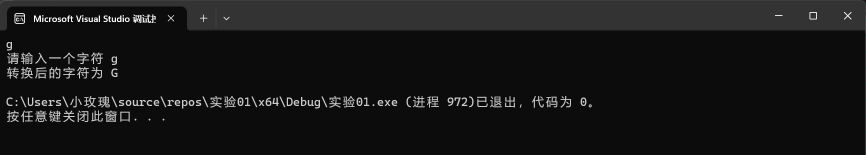 Microsoft Visual Studio 调试控
g
请输入一个字符 g
转换后的字符为 G
C:\Users\小玫瑰\source\repos\实验01\x64\Debug\实验01.exe (进程 972)已退出，代码为 0。
按任意键关闭此窗口. . .